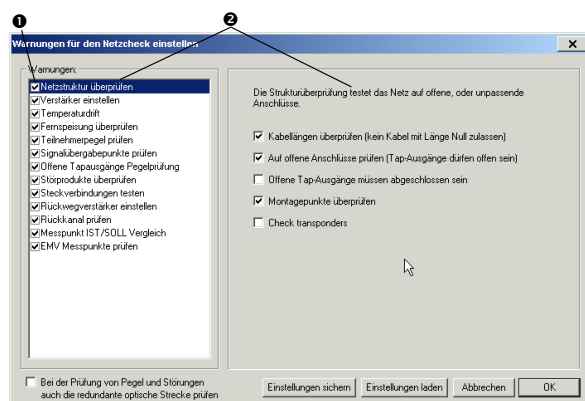 ❶ ❷
Warnungen für den Netzcheck einstellen
Warnungen:
Netzstruktur überprüfen
Verstärker einstellen
Temperaturdrift
Fernspeisung überprüfen
Teilnehmerpegel prüfen
Signalübergabepunkte prüfen
Offene Tapausgänge Pegelprüfung
Störprodukte überprüfen
Steckverbindungen testen
Rückwegverstärker einstellen
Rückkanal prüfen
Messpunkt IST/SOLL Vergleich
EMV Messpunkte prüfen
Die Strukturüberprüfung testet das Netz auf offene, oder unpassende
Anschlüsse.
Kabellängen überprüfen (kein Kabel mit Länge Null zulassen)
Auf offene Anschlüsse prüfen (Tap-Ausgänge dürfen offen sein)
Offene Tap-Ausgänge müssen abgeschlossen sein
Montagepunkte überprüfen
Check transponders
Bei der Prüfung von Pegel und Störungen
auch die redundante optische Strecke prüfen
Einstellungen sichern Einstellungen laden Abbrechen OK